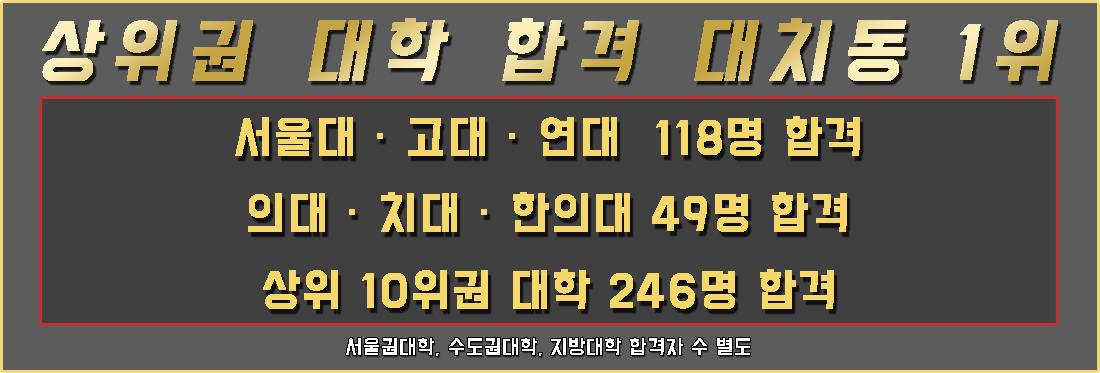 상위권 대학 합격 대치동 1위
서울대 · 고대 · 연대 118명 합격
의대 · 치대 · 한의대 49명 합격
상위 10위권 대학 246명 합격
서울권대학, 수도권대학, 지방대학 합격자 수 별도